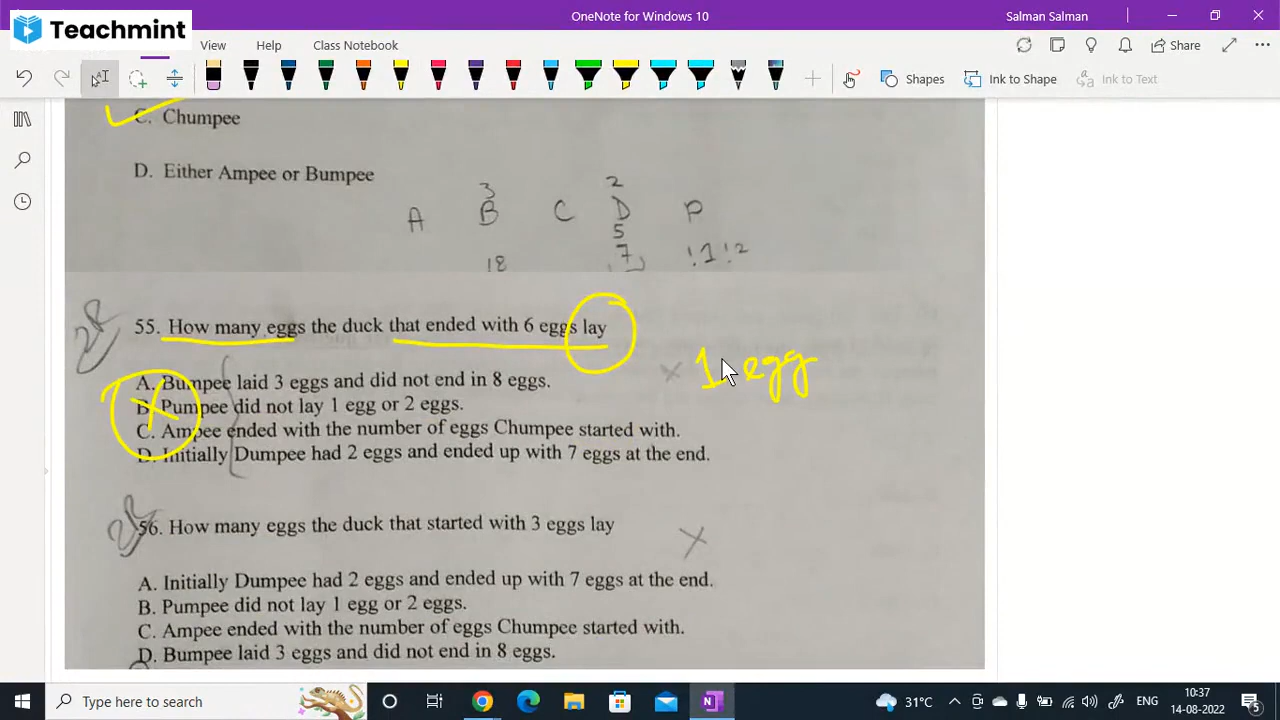 OneNote for Windows 10
Salman Salman
Teachmint
View Help Class Notebook
Share
Shapes
Ink to Shape
Ink to Text
C. Chumpee
D. Either Ampee or Bumpee
3 2
A B C D P
5
18 7 !1!2
55. How many eggs the duck that ended with 6 eggs lay
1 egg
A. Bumpee laid 3 eggs and did not end in 8 eggs.
B. Pumpee did not lay 1 egg or 2 eggs.
C. Ampee ended with the number of eggs Chumpee started with.
D. Initially Dumpee had 2 eggs and ended up with 7 eggs at the end.
56. How many eggs the duck that started with 3 eggs lay
A. Initially Dumpee had 2 eggs and ended up with 7 eggs at the end.
B. Pumpee did not lay 1 egg or 2 eggs.
C. Ampee ended with the number of eggs Chumpee started with.
D. Bumpee laid 3 eggs and did not end in 8 eggs.
Type here to search
31°C
ENG
10:37
14-08-2022
5